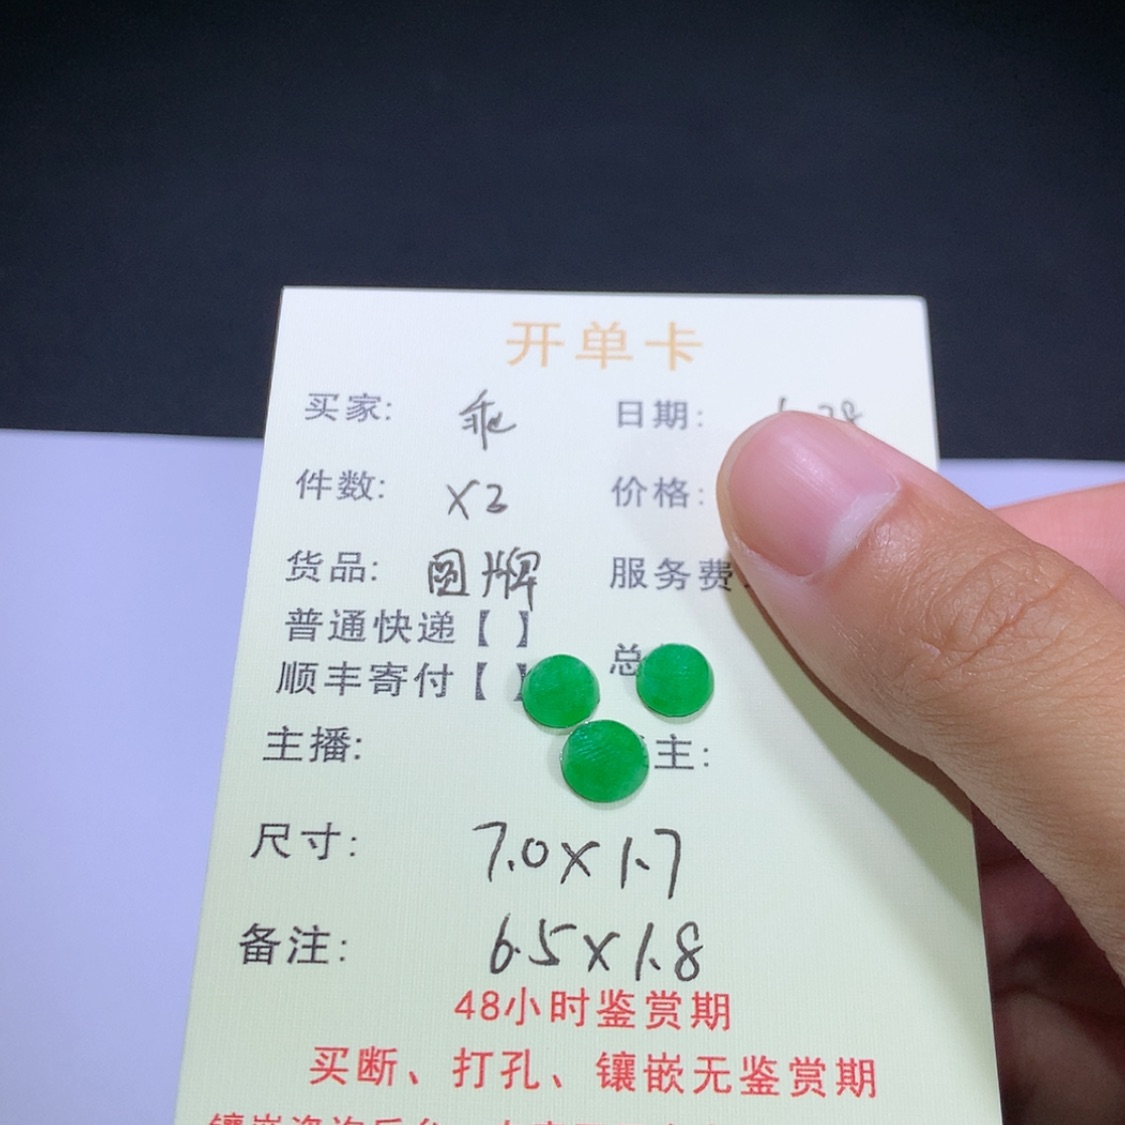 开单卡
买家: 乖 日期:
件数: X2 价格:
货品: 圆牌 服务费
普通快递【 】
顺丰寄付【 】 总
主播: 主:
尺寸: 7.0X1.7
备注: 6.5X1.8
48小时鉴赏期
买断、打孔、镶嵌无鉴赏期